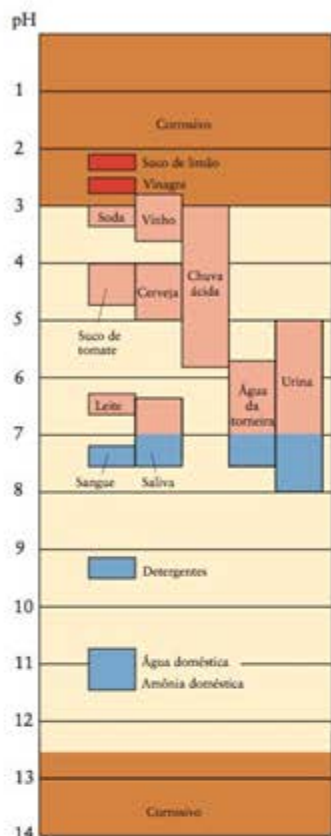 pH
1
Corrosivo
2
Suco de limão
Vinagre
3
Soda
Vinho
4
Chuva
ácida
Cerveja
5
Suco de
tomate
6
Urina
Água
da
torneira
Leite
7
Sangue
Saliva
8
9
Detergentes
10
11
Água doméstica
Amônia doméstica
12
13
Corrosivo
14